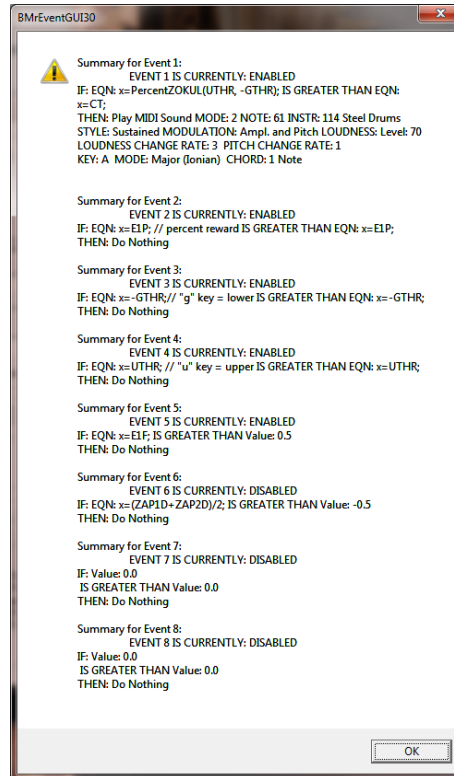 BMrEventGUI30
Summary for Event 1:
EVENT 1 IS CURRENTLY: ENABLED
IF: EQN: x=PercentZOKUL(UTHR, -GTHR); IS GREATER THAN EQN:
x=CT;
THEN: Play MIDI Sound MODE: 2 NOTE: 61 INSTR: 114 Steel Drums
STYLE: Sustained MODULATION: Ampl. and Pitch LOUDNESS: Level: 70
LOUDNESS CHANGE RATE: 3 PITCH CHANGE RATE: 1
KEY: A MODE: Major (Ionian) CHORD: 1 Note
Summary for Event 2:
EVENT 2 IS CURRENTLY: ENABLED
IF: EQN: x=E1P; // percent reward IS GREATER THAN EQN: x=E1P;
THEN: Do Nothing
Summary for Event 3:
EVENT 3 IS CURRENTLY: ENABLED
IF: EQN: x=-GTHR;// "g" key = lower IS GREATER THAN EQN: x=-GTHR;
THEN: Do Nothing
Summary for Event 4:
EVENT 4 IS CURRENTLY: ENABLED
IF: EQN: x=UTHR; // "u" key = upper IS GREATER THAN EQN: x=UTHR;
THEN: Do Nothing
Summary for Event 5:
EVENT 5 IS CURRENTLY: ENABLED
IF: EQN: x=E1F; IS GREATER THAN Value: 0.5
THEN: Do Nothing
Summary for Event 6:
EVENT 6 IS CURRENTLY: DISABLED
IF: EQN: x=(ZAP1D+ZAP2D)/2; IS GREATER THAN Value: -0.5
THEN: Do Nothing
Summary for Event 7:
EVENT 7 IS CURRENTLY: DISABLED
IF: Value: 0.0
IS GREATER THAN Value: 0.0
THEN: Do Nothing
Summary for Event 8:
EVENT 8 IS CURRENTLY: DISABLED
IF: Value: 0.0
IS GREATER THAN Value: 0.0
THEN: Do Nothing
OK